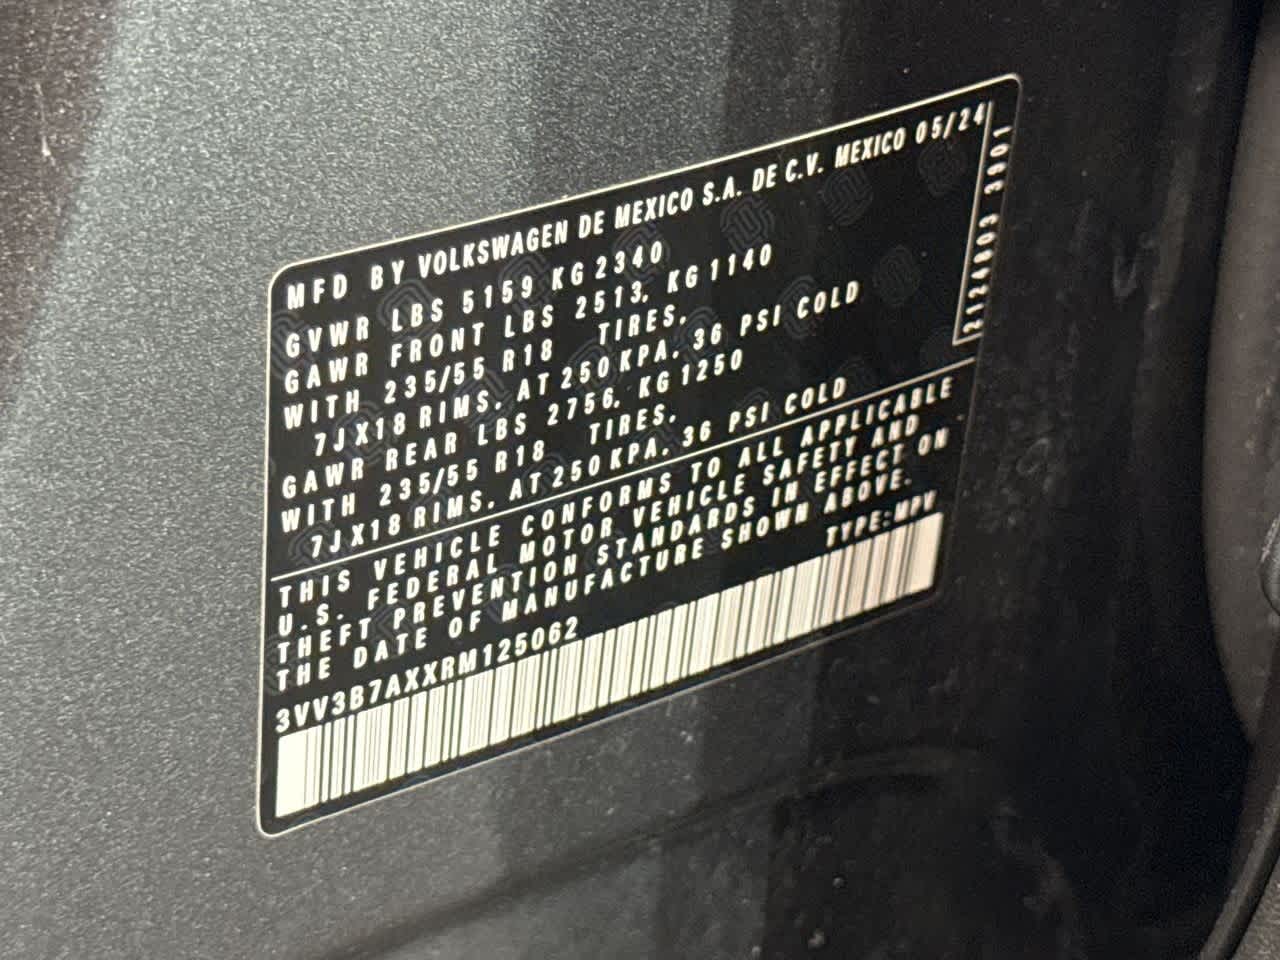 MFD BY VOLKSWAGEN DE MEXICO S.A. DE C.V. MEXICO 05/24
GVWR LBS 5159 KG 2340
GAWR FRONT LBS 2513. KG 1140
WITH 235/55 R18 TIRES.
7JX18 RIMS. AT 250 KPA. 36 PSI COLD
GAWR REAR LBS 2756. KG 1250
WITH 235/55 R18 TIRES.
7JX18 RIMS. AT 250 KPA. 36 PSI COLD
2124803 3901
THIS VEHICLE CONFORMS TO ALL APPLICABLE
U.S. FEDERAL MOTOR VEHICLE SAFETY AND
THEFT PREVENTION STANDARDS IN EFFECT ON
THE DATE OF MANUFACTURE SHOWN ABOVE.
3VV3B7AXXRM125062 TYPE:MPV